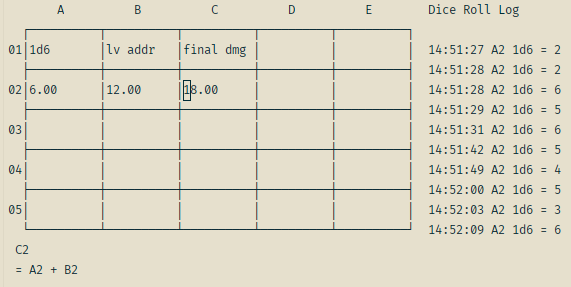 A B C D E Dice Roll Log
01 1d6 lv addr final dmg 14:51:27 A2 1d6 = 2
14:51:28 A2 1d6 = 2
02 6.00 12.00 18.00 14:51:28 A2 1d6 = 6
14:51:29 A2 1d6 = 5
03 14:51:31 A2 1d6 = 6
14:51:42 A2 1d6 = 5
04 14:51:49 A2 1d6 = 4
14:52:00 A2 1d6 = 5
05 14:52:03 A2 1d6 = 3
14:52:09 A2 1d6 = 6
C2
= A2 + B2